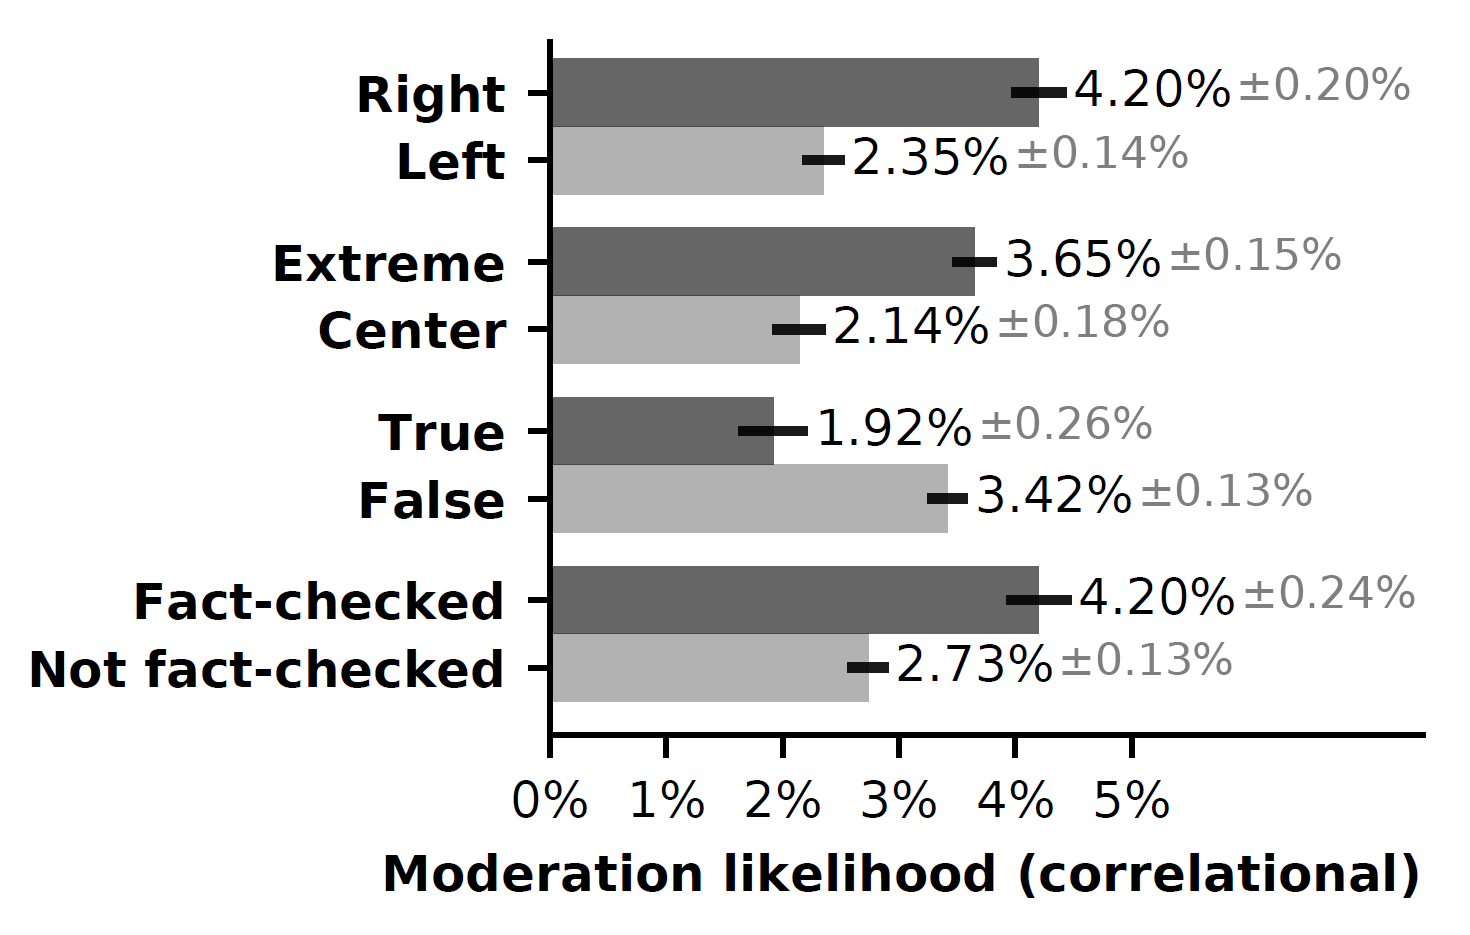 Right 4.20% ±0.20%
Left 2.35% ±0.14%
Extreme 3.65% ±0.15%
Center 2.14% ±0.18%
True 1.92% ±0.26%
False 3.42% ±0.13%
Fact-checked 4.20% ±0.24%
Not fact-checked 2.73% ±0.13%
0% 1% 2% 3% 4% 5%
Moderation likelihood (correlational)